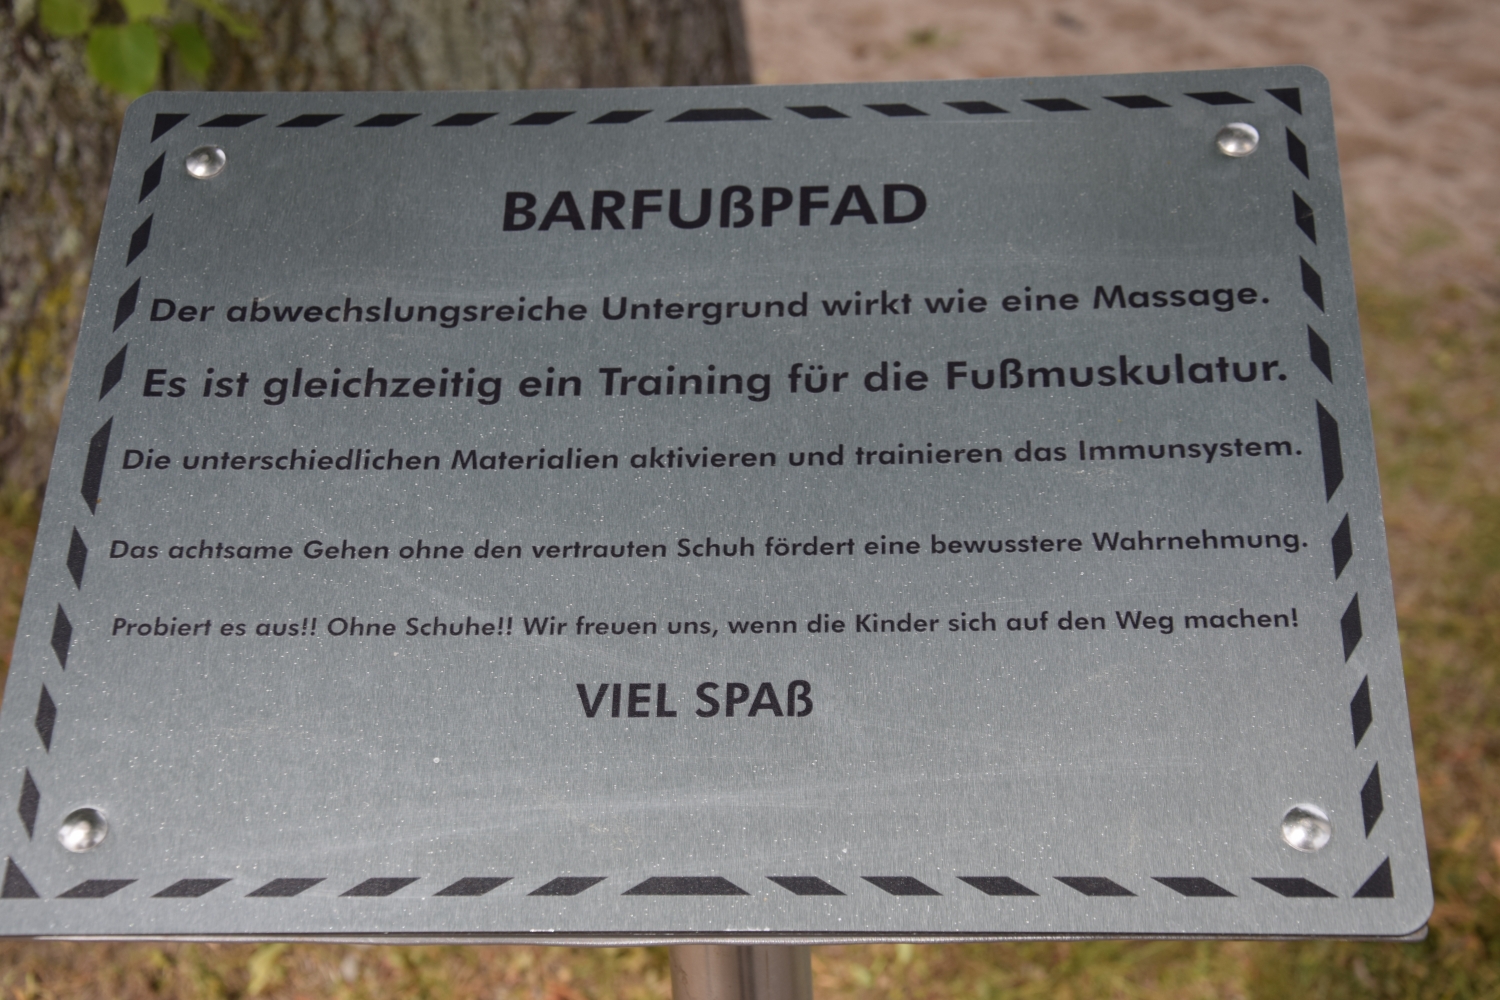 BARFUßPFAD
Der abwechslungsreiche Untergrund wirkt wie eine Massage.
Es ist gleichzeitig ein Training für die Fußmuskulatur.
Die unterschiedlichen Materialien aktivieren und trainieren das Immunsystem.
Das achtsame Gehen ohne den vertrauten Schuh fördert eine bewusstere Wahrnehmung.
Probiert es aus!! Ohne Schuhe!! Wir freuen uns, wenn die Kinder sich auf den Weg machen!
VIEL SPAß